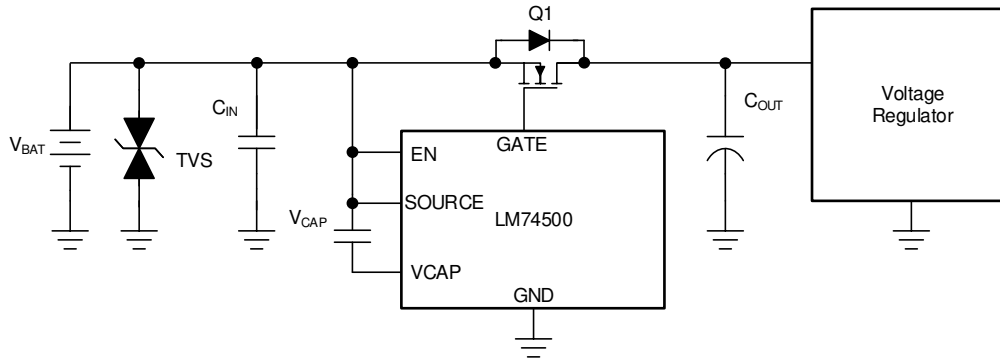 Q1
C_IN
C_OUT
Voltage
Regulator
V_BAT
TVS
GATE
EN
SOURCE
LM74500
V_CAP
VCAP
GND